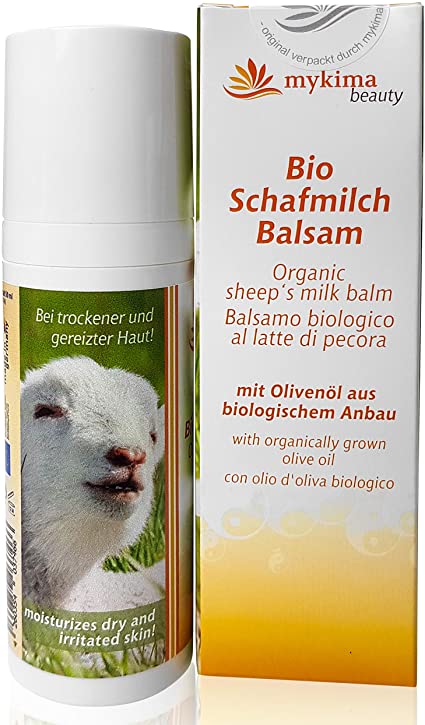 - original verpackt durch mykima
mykima
beauty
Bio
Schafmilch
Balsam
Organic
sheep's milk balm
Balsamo biologico
al latte di pecora
mit Olivenöl aus
biologischem Anbau
with organically grown
olive oil
con olio d'oliva biologico
Bei trockener und
gereizter Haut!
moisturizes dry and
irritated skin!